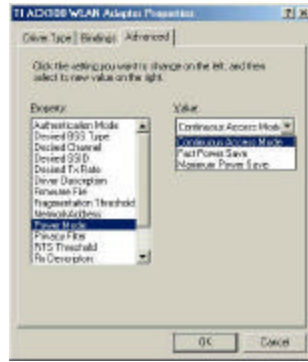 TI ACX100 WLAN Adapter Properties
Driver Type Bindings Advanced
Click the setting you want to change on the left, and then
select its new value on the right.
Property:
Value:
Authentication Mode
Desired BSS Type
Desired Channel
Desired SSID
Desired Tx Rate
Driver Description
Firmware File
Fragmentation Threshold
NetworkAddress
Power Mode
Privacy Filter
RTS Threshold
Rx Descriptors
Continuous Access Mode
Continuous Access Mode
Fast Power Save
Maximum Power Save
OK
Cancel